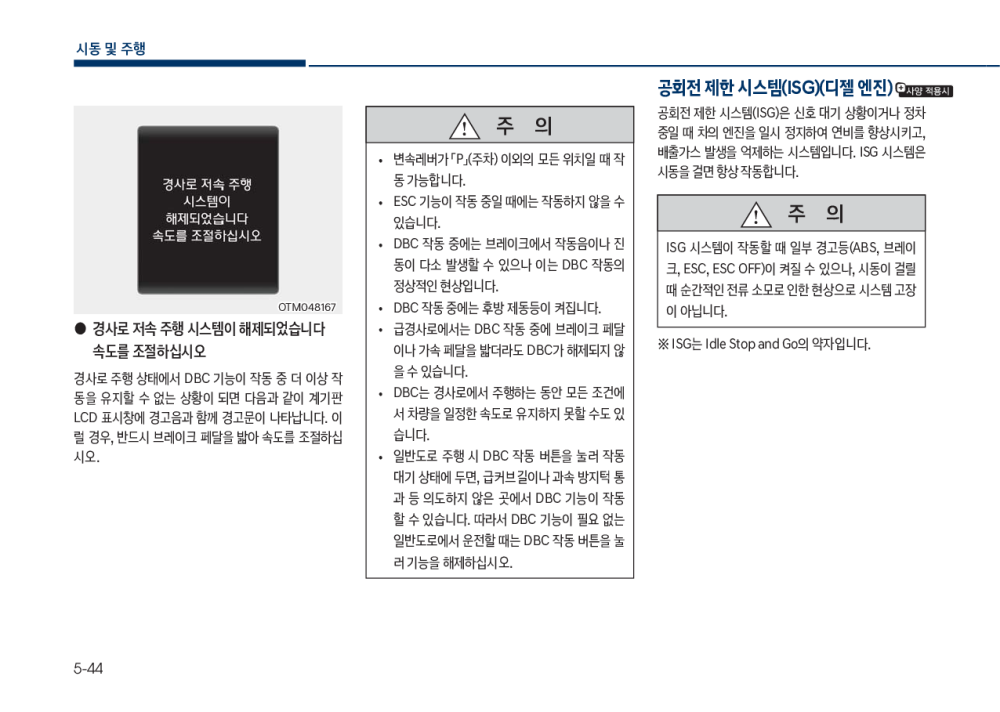 시동 및 주행
경사로 저속 주행
시스템이
해제되었습니다
속도를 조절하십시오
OTM048167
● 경사로 저속 주행 시스템이 해제되었습니다
속도를 조절하십시오
경사로 주행 상태에서 DBC 기능이 작동 중 더 이상 작
동을 유지할 수 없는 상황이 되면 다음과 같이 계기판
LCD 표시창에 경고음과 함께 경고문이 나타납니다. 이
럴 경우, 반드시 브레이크 페달을 밟아 속도를 조절하십
시오.
주 의
• 변속레버가 「P」(주차) 이외의 모든 위치일 때 작
동 가능합니다.
• ESC 기능이 작동 중일 때에는 작동하지 않을 수
있습니다.
• DBC 작동 중에는 브레이크에서 작동음이나 진
동이 다소 발생할 수 있으나 이는 DBC 작동의
정상적인 현상입니다.
• DBC 작동 중에는 후방 제동등이 켜집니다.
• 급경사로에서는 DBC 작동 중에 브레이크 페달
이나 가속 페달을 밟더라도 DBC가 해제되지 않
을 수 있습니다.
• DBC는 경사로에서 주행하는 동안 모든 조건에
서 차량을 일정한 속도로 유지하지 못할 수도 있
습니다.
• 일반도로 주행 시 DBC 작동 버튼을 눌러 작동
대기 상태에 두면, 급커브 길이나 과속 방지턱 통
과 등 의도하지 않은 곳에서 DBC 기능이 작동
할 수 있습니다. 따라서 DBC 기능이 필요 없는
일반도로에서 운전할 때는 DBC 작동 버튼을 눌
러 기능을 해제하십시오.
공회전 제한 시스템(ISG)(디젤 엔진) 사양 적용시
공회전 제한 시스템(ISG)은 신호 대기 상황이거나 정차
중일 때 차의 엔진을 일시 정지하여 연비를 향상시키고,
배출가스 발생을 억제하는 시스템입니다. ISG 시스템은
시동을 걸면 항상 작동합니다.
주 의
ISG 시스템이 작동할 때 일부 경고등(ABS, 브레이
크, ESC, ESC OFF)이 켜질 수 있으나, 시동이 걸릴
때 순간적인 전류 소모로 인한 현상으로 시스템 고장
이 아닙니다.
※ ISG는 Idle Stop and Go의 약자입니다.
5-44